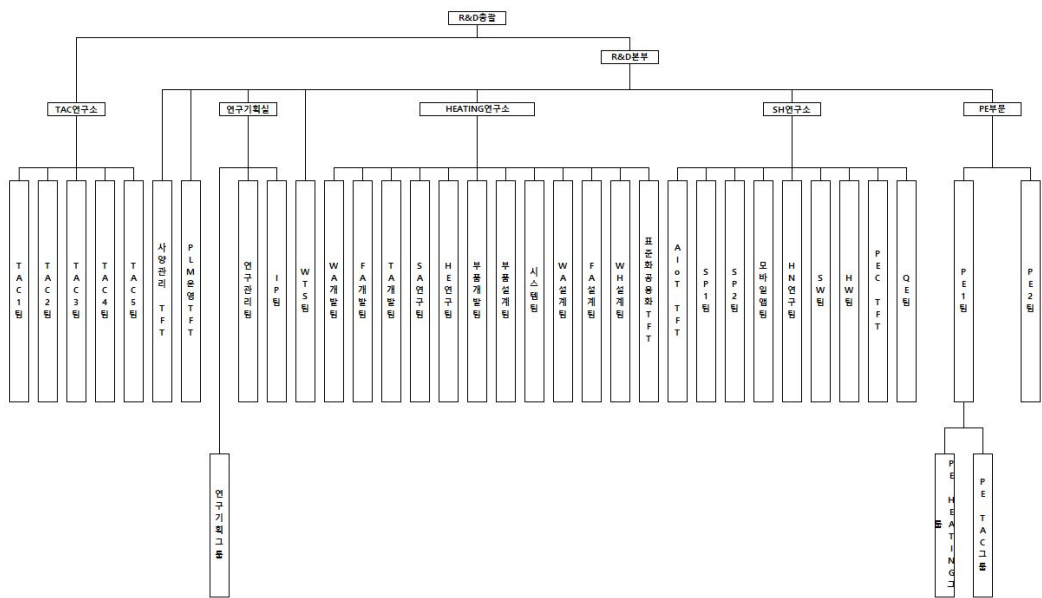 R&D총괄
R&D본부
TAC연구소
연구기획실
HEATING연구소
SH연구소
PE부문
TAC1팀
TAC2팀
TAC3팀
TAC4팀
TAC5팀
사양관리 TFT
PLM운영TFT
연구관리팀
IP팀
WTS팀
WA개발팀
FA개발팀
TA개발팀
SA연구팀
HE연구팀
부품개발팀
부품설계팀
시스템팀
WA설계팀
FA설계팀
WH설계팀
표준화공용화TFT
AIoT TFT
SP1팀
SP2팀
모바일앱팀
HN연구팀
SW팀
HW팀
PEC TFT
QE팀
PE1팀
PE2팀
연구기획그룹
PE HEATING그룹
PE TAC그룹